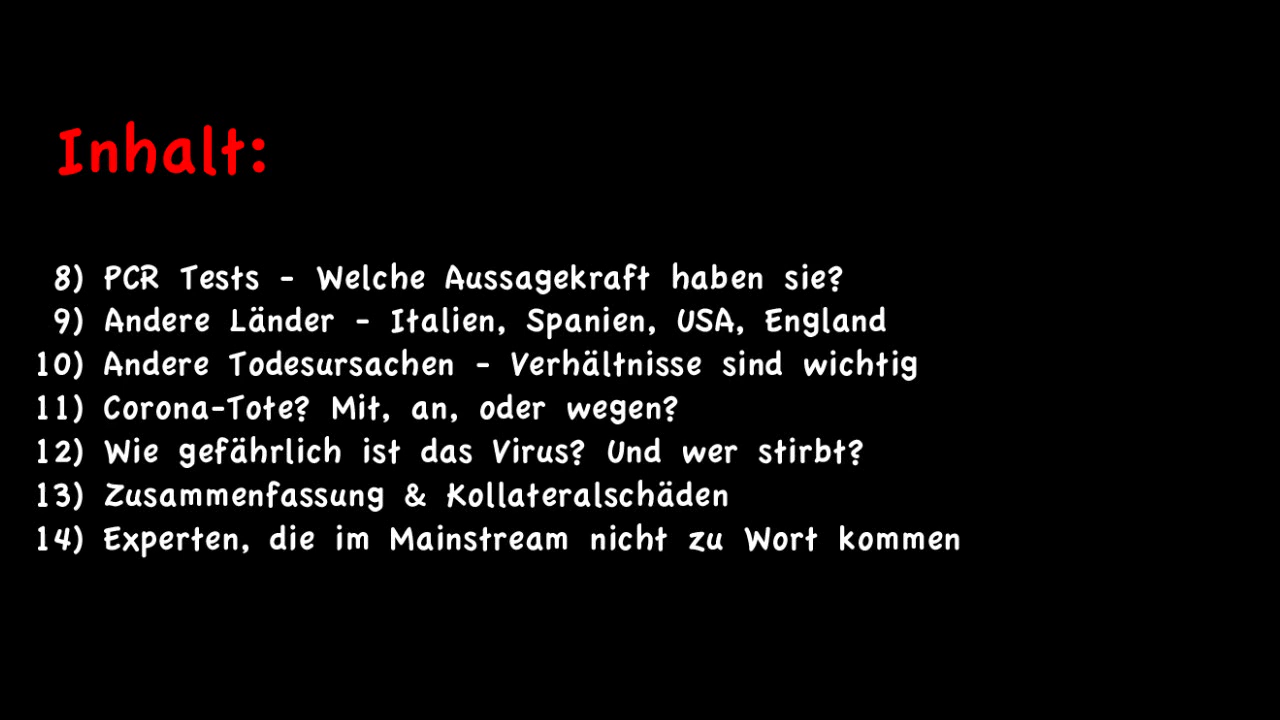 Inhalt:
8) PCR Tests - Welche Aussagekraft haben sie?
9) Andere Länder - Italien, Spanien, USA, England
10) Andere Todesursachen - Verhältnisse sind wichtig
11) Corona-Tote? Mit, an, oder wegen?
12) Wie gefährlich ist das Virus? Und wer stirbt?
13) Zusammenfassung & Kollateralschäden
14) Experten, die im Mainstream nicht zu Wort kommen